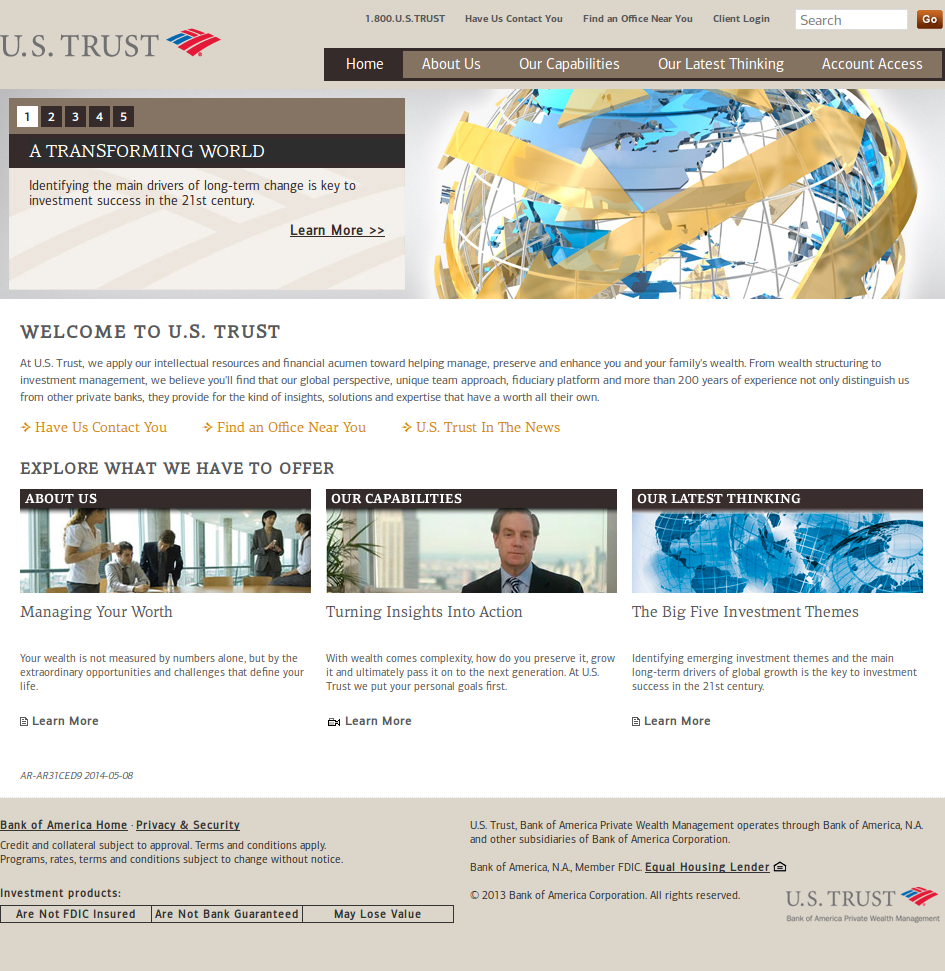 1.800.U.S.TRUST Have Us Contact You Find an Office Near You Client Login Search Go
U.S. TRUST
Home About Us Our Capabilities Our Latest Thinking Account Access
1 2 3 4 5
A TRANSFORMING WORLD
Identifying the main drivers of long-term change is key to
investment success in the 21st century.
Learn More >>
WELCOME TO U.S. TRUST
At U.S. Trust, we apply our intellectual resources and financial acumen toward helping manage, preserve and enhance you and your family's wealth. From wealth structuring to
investment management, we believe you'll find that our global perspective, unique team approach, fiduciary platform and more than 200 years of experience not only distinguish us
from other private banks, they provide for the kind of insights, solutions and expertise that have a worth all their own.
Have Us Contact You Find an Office Near You U.S. Trust In The News
EXPLORE WHAT WE HAVE TO OFFER
ABOUT US
Managing Your Worth
Your wealth is not measured by numbers alone, but by the
extraordinary opportunities and challenges that define your
life.
Learn More
OUR CAPABILITIES
Turning Insights Into Action
With wealth comes complexity, how do you preserve it, grow
it and ultimately pass it on to the next generation. At U.S.
Trust we put your personal goals first.
Learn More
OUR LATEST THINKING
The Big Five Investment Themes
Identifying emerging investment themes and the main
long-term drivers of global growth is the key to investment
success in the 21st century.
Learn More
AR-AR31CED9 2014-05-08
Bank of America Home · Privacy & Security
Credit and collateral subject to approval. Terms and conditions apply.
Programs, rates, terms and conditions subject to change without notice.
Investment products:
Are Not FDIC Insured Are Not Bank Guaranteed May Lose Value
U.S. Trust, Bank of America Private Wealth Management operates through Bank of America, N.A.
and other subsidiaries of Bank of America Corporation.
Bank of America, N.A., Member FDIC. Equal Housing Lender
© 2013 Bank of America Corporation. All rights reserved.
U.S. TRUST
Bank of America Private Wealth Management